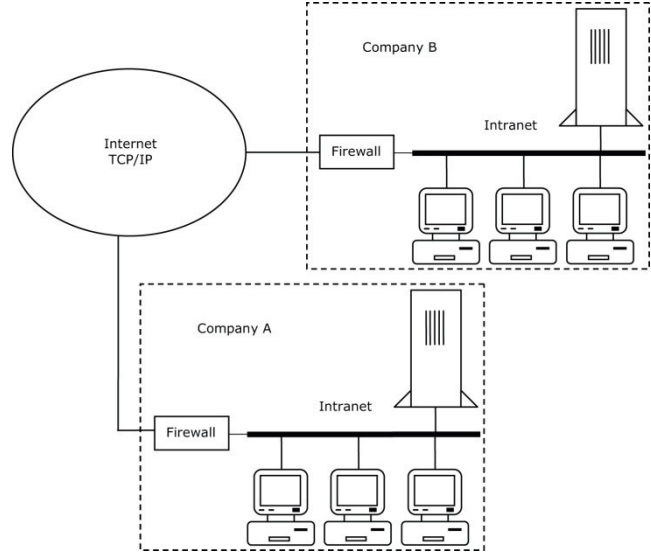 Company B
Internet
TCP/IP
Intranet
Firewall
Company A
Intranet
Firewall